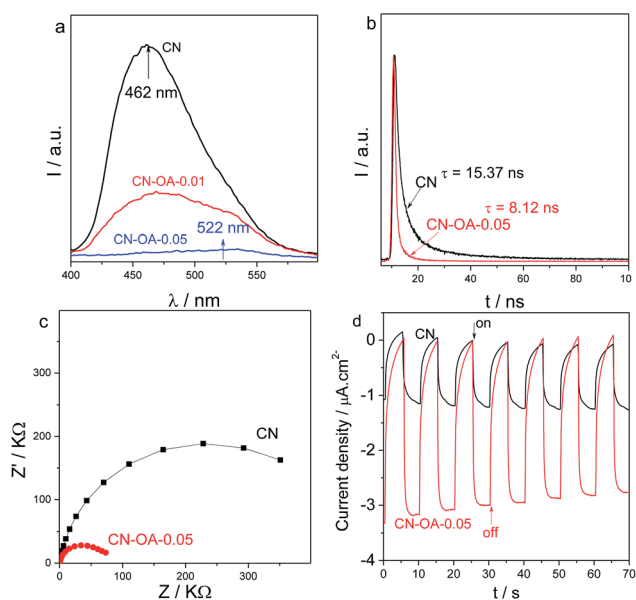 a
CN
462 nm
CN-OA-0.01
522 nm
CN-OA-0.05
I / a.u.
400 450 500 550
λ / nm
b
CN
τ = 15.37 ns
τ = 8.12 ns
CN-OA-0.05
I / a.u.
20 40 60 80 100
t / ns
c
CN
CN-OA-0.05
Z' / KΩ
300
200
100
0
0 100 200 300
Z / KΩ
d
CN
on
CN-OA-0.05
off
Current density / μA.cm²⁻
0
-1
-2
-3
-4
0 10 20 30 40 50 60 70
t / s